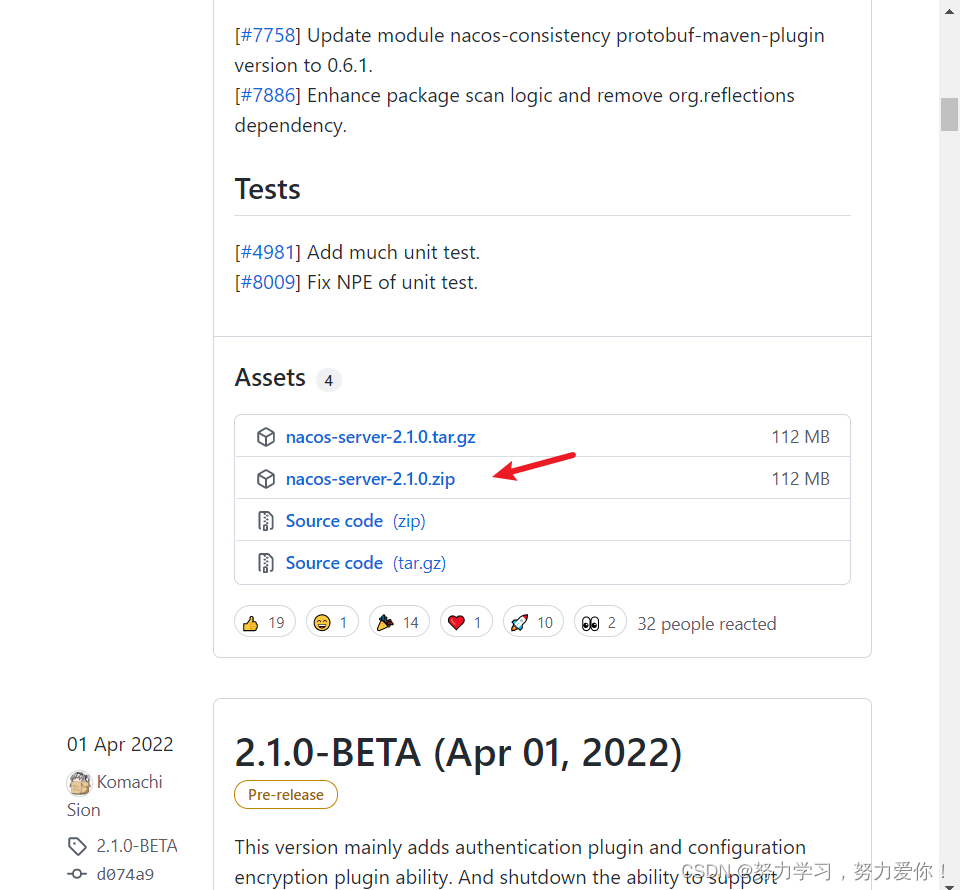 [#7758] Update module nacos-consistency protobuf-maven-plugin
version to 0.6.1.
[#7886] Enhance package scan logic and remove org.reflections
dependency.
Tests
[#4981] Add much unit test.
[#8009] Fix NPE of unit test.
Assets 4
nacos-server-2.1.0.tar.gz 112 MB
nacos-server-2.1.0.zip 112 MB
Source code (zip)
Source code (tar.gz)
19 1 14 1 10 2 32 people reacted
01 Apr 2022
Komachi
Sion
2.1.0-BETA
d074a9
2.1.0-BETA (Apr 01, 2022)
Pre-release
This version mainly adds authentication plugin and configuration
encryption plugin ability. And shutdown the ability to support
CSDN @努力学习，努力爱你！